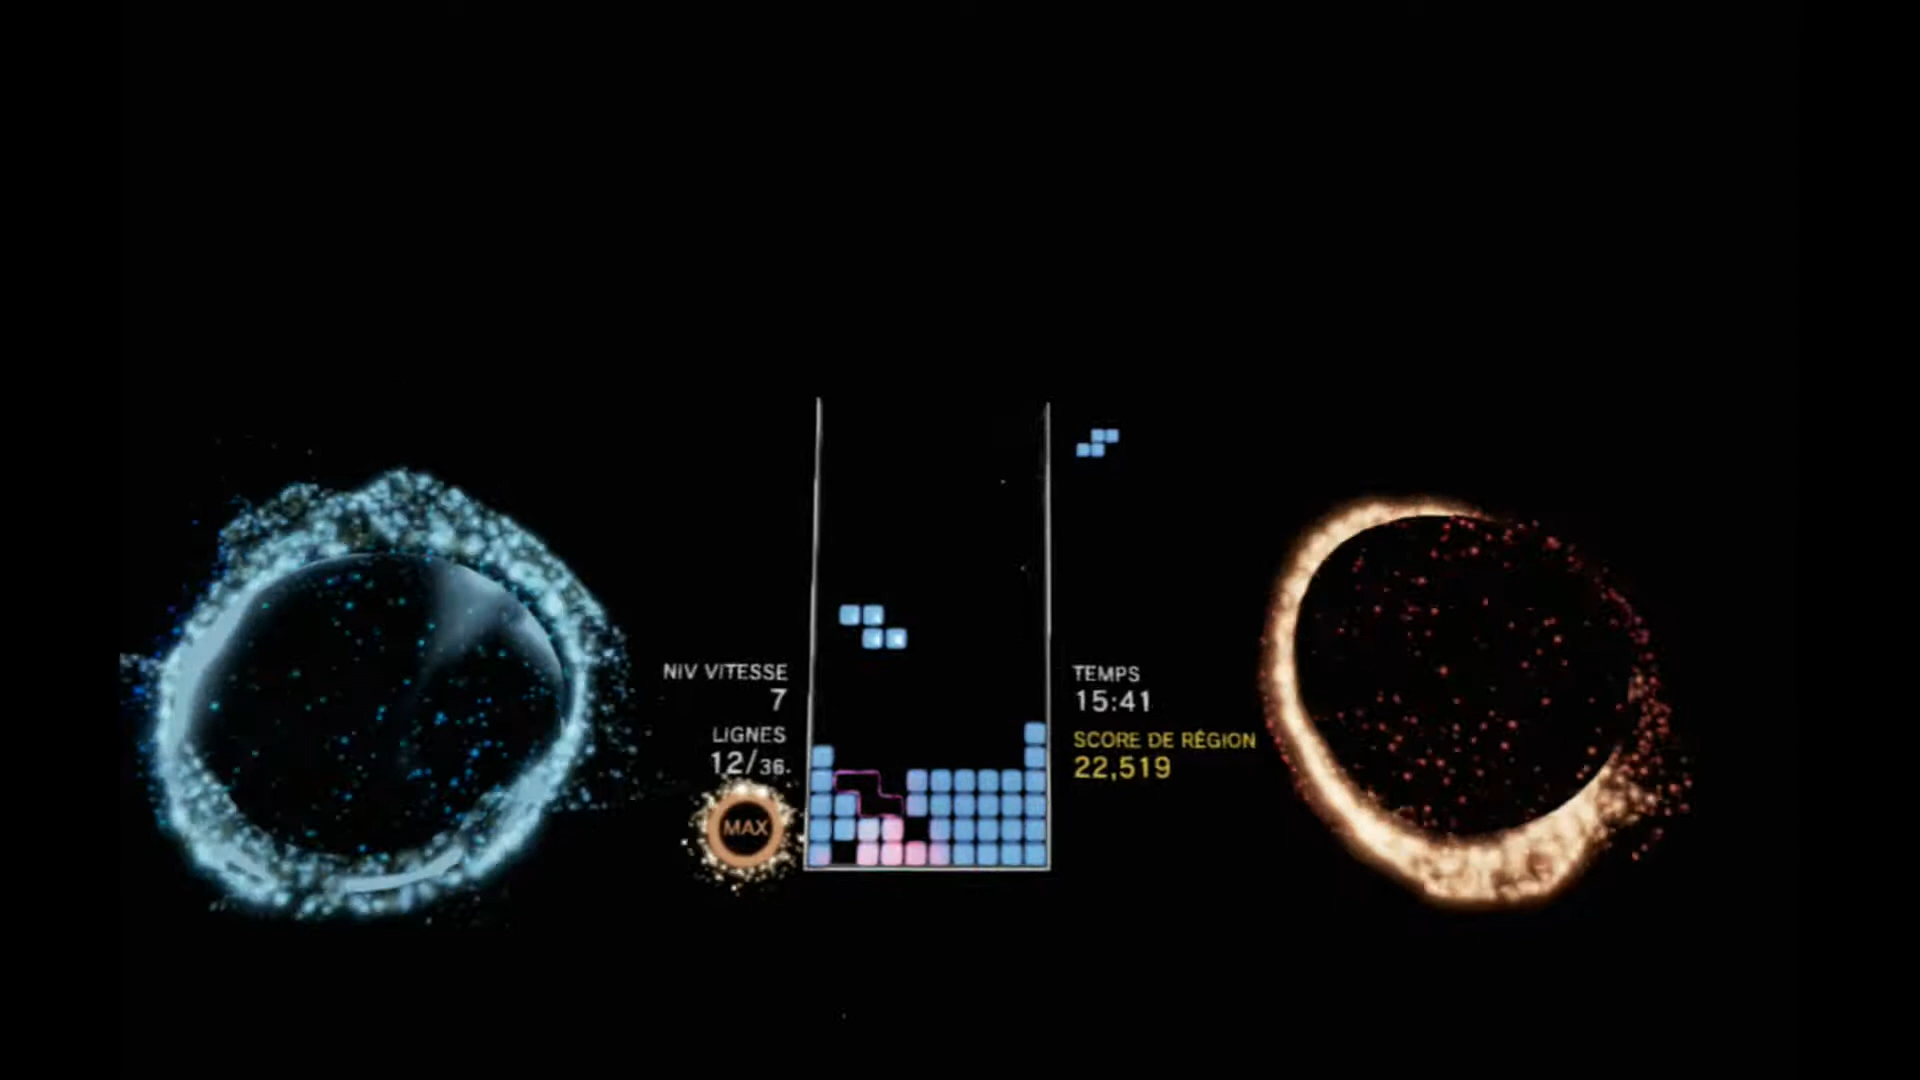 NIV VITESSE
7
LIGNES
12/36.
MAX
TEMPS
15:41
SCORE DE RÉGION
22,519